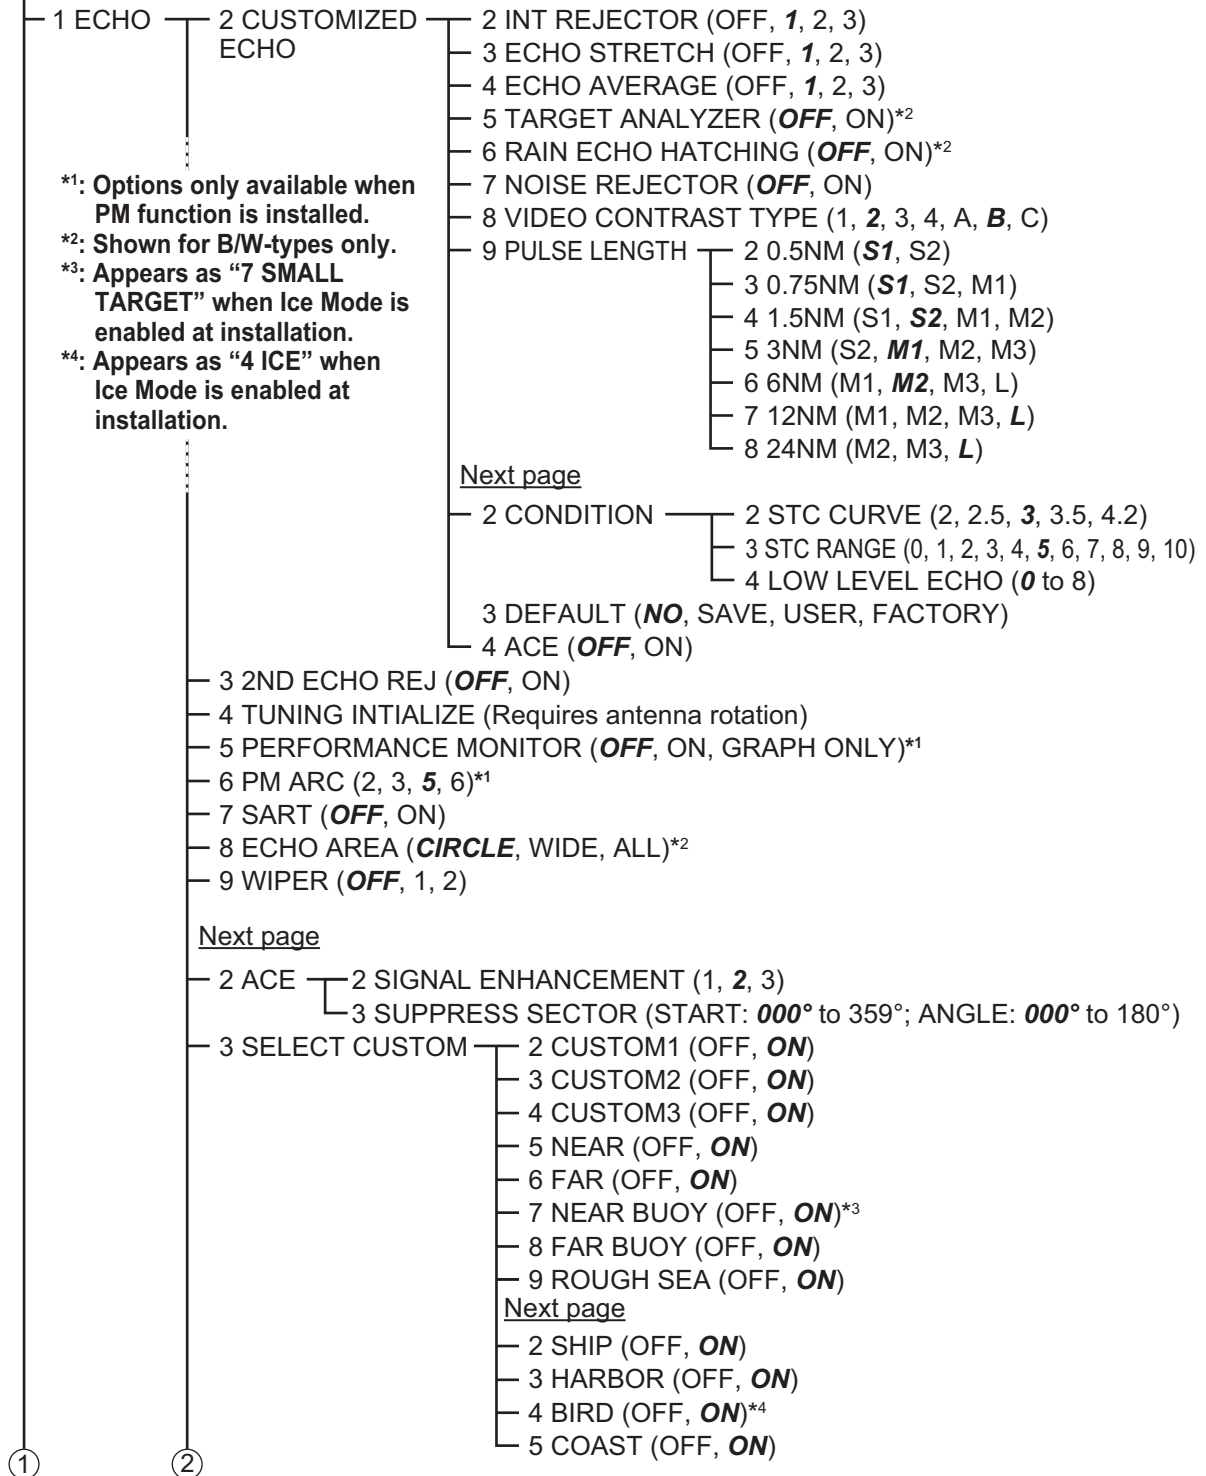 1 ECHO
2 CUSTOMIZED
ECHO
2 INT REJECTOR (OFF, 1, 2, 3)
3 ECHO STRETCH (OFF, 1, 2, 3)
4 ECHO AVERAGE (OFF, 1, 2, 3)
5 TARGET ANALYZER (OFF, ON)*2
6 RAIN ECHO HATCHING (OFF, ON)*2
7 NOISE REJECTOR (OFF, ON)
8 VIDEO CONTRAST TYPE (1, 2, 3, 4, A, B, C)
9 PULSE LENGTH
2 0.5NM (S1, S2)
3 0.75NM (S1, S2, M1)
4 1.5NM (S1, S2, M1, M2)
5 3NM (S2, M1, M2, M3)
6 6NM (M1, M2, M3, L)
7 12NM (M1, M2, M3, L)
8 24NM (M2, M3, L)
*1: Options only available when
PM function is installed.
*2: Shown for B/W-types only.
*3: Appears as “7 SMALL
TARGET” when Ice Mode is
enabled at installation.
*4: Appears as “4 ICE” when
Ice Mode is enabled at
installation.
Next page
2 CONDITION
2 STC CURVE (2, 2.5, 3, 3.5, 4.2)
3 STC RANGE (0, 1, 2, 3, 4, 5, 6, 7, 8, 9, 10)
4 LOW LEVEL ECHO (0 to 8)
3 DEFAULT (NO, SAVE, USER, FACTORY)
4 ACE (OFF, ON)
3 2ND ECHO REJ (OFF, ON)
4 TUNING INTIALIZE (Requires antenna rotation)
5 PERFORMANCE MONITOR (OFF, ON, GRAPH ONLY)*1
6 PM ARC (2, 3, 5, 6)*1
7 SART (OFF, ON)
8 ECHO AREA (CIRCLE, WIDE, ALL)*2
9 WIPER (OFF, 1, 2)
Next page
2 ACE
2 SIGNAL ENHANCEMENT (1, 2, 3)
3 SUPPRESS SECTOR (START: 000° to 359°; ANGLE: 000° to 180°)
3 SELECT CUSTOM
2 CUSTOM1 (OFF, ON)
3 CUSTOM2 (OFF, ON)
4 CUSTOM3 (OFF, ON)
5 NEAR (OFF, ON)
6 FAR (OFF, ON)
7 NEAR BUOY (OFF, ON)*3
8 FAR BUOY (OFF, ON)
9 ROUGH SEA (OFF, ON)
Next page
2 SHIP (OFF, ON)
3 HARBOR (OFF, ON)
4 BIRD (OFF, ON)*4
5 COAST (OFF, ON)
1
2